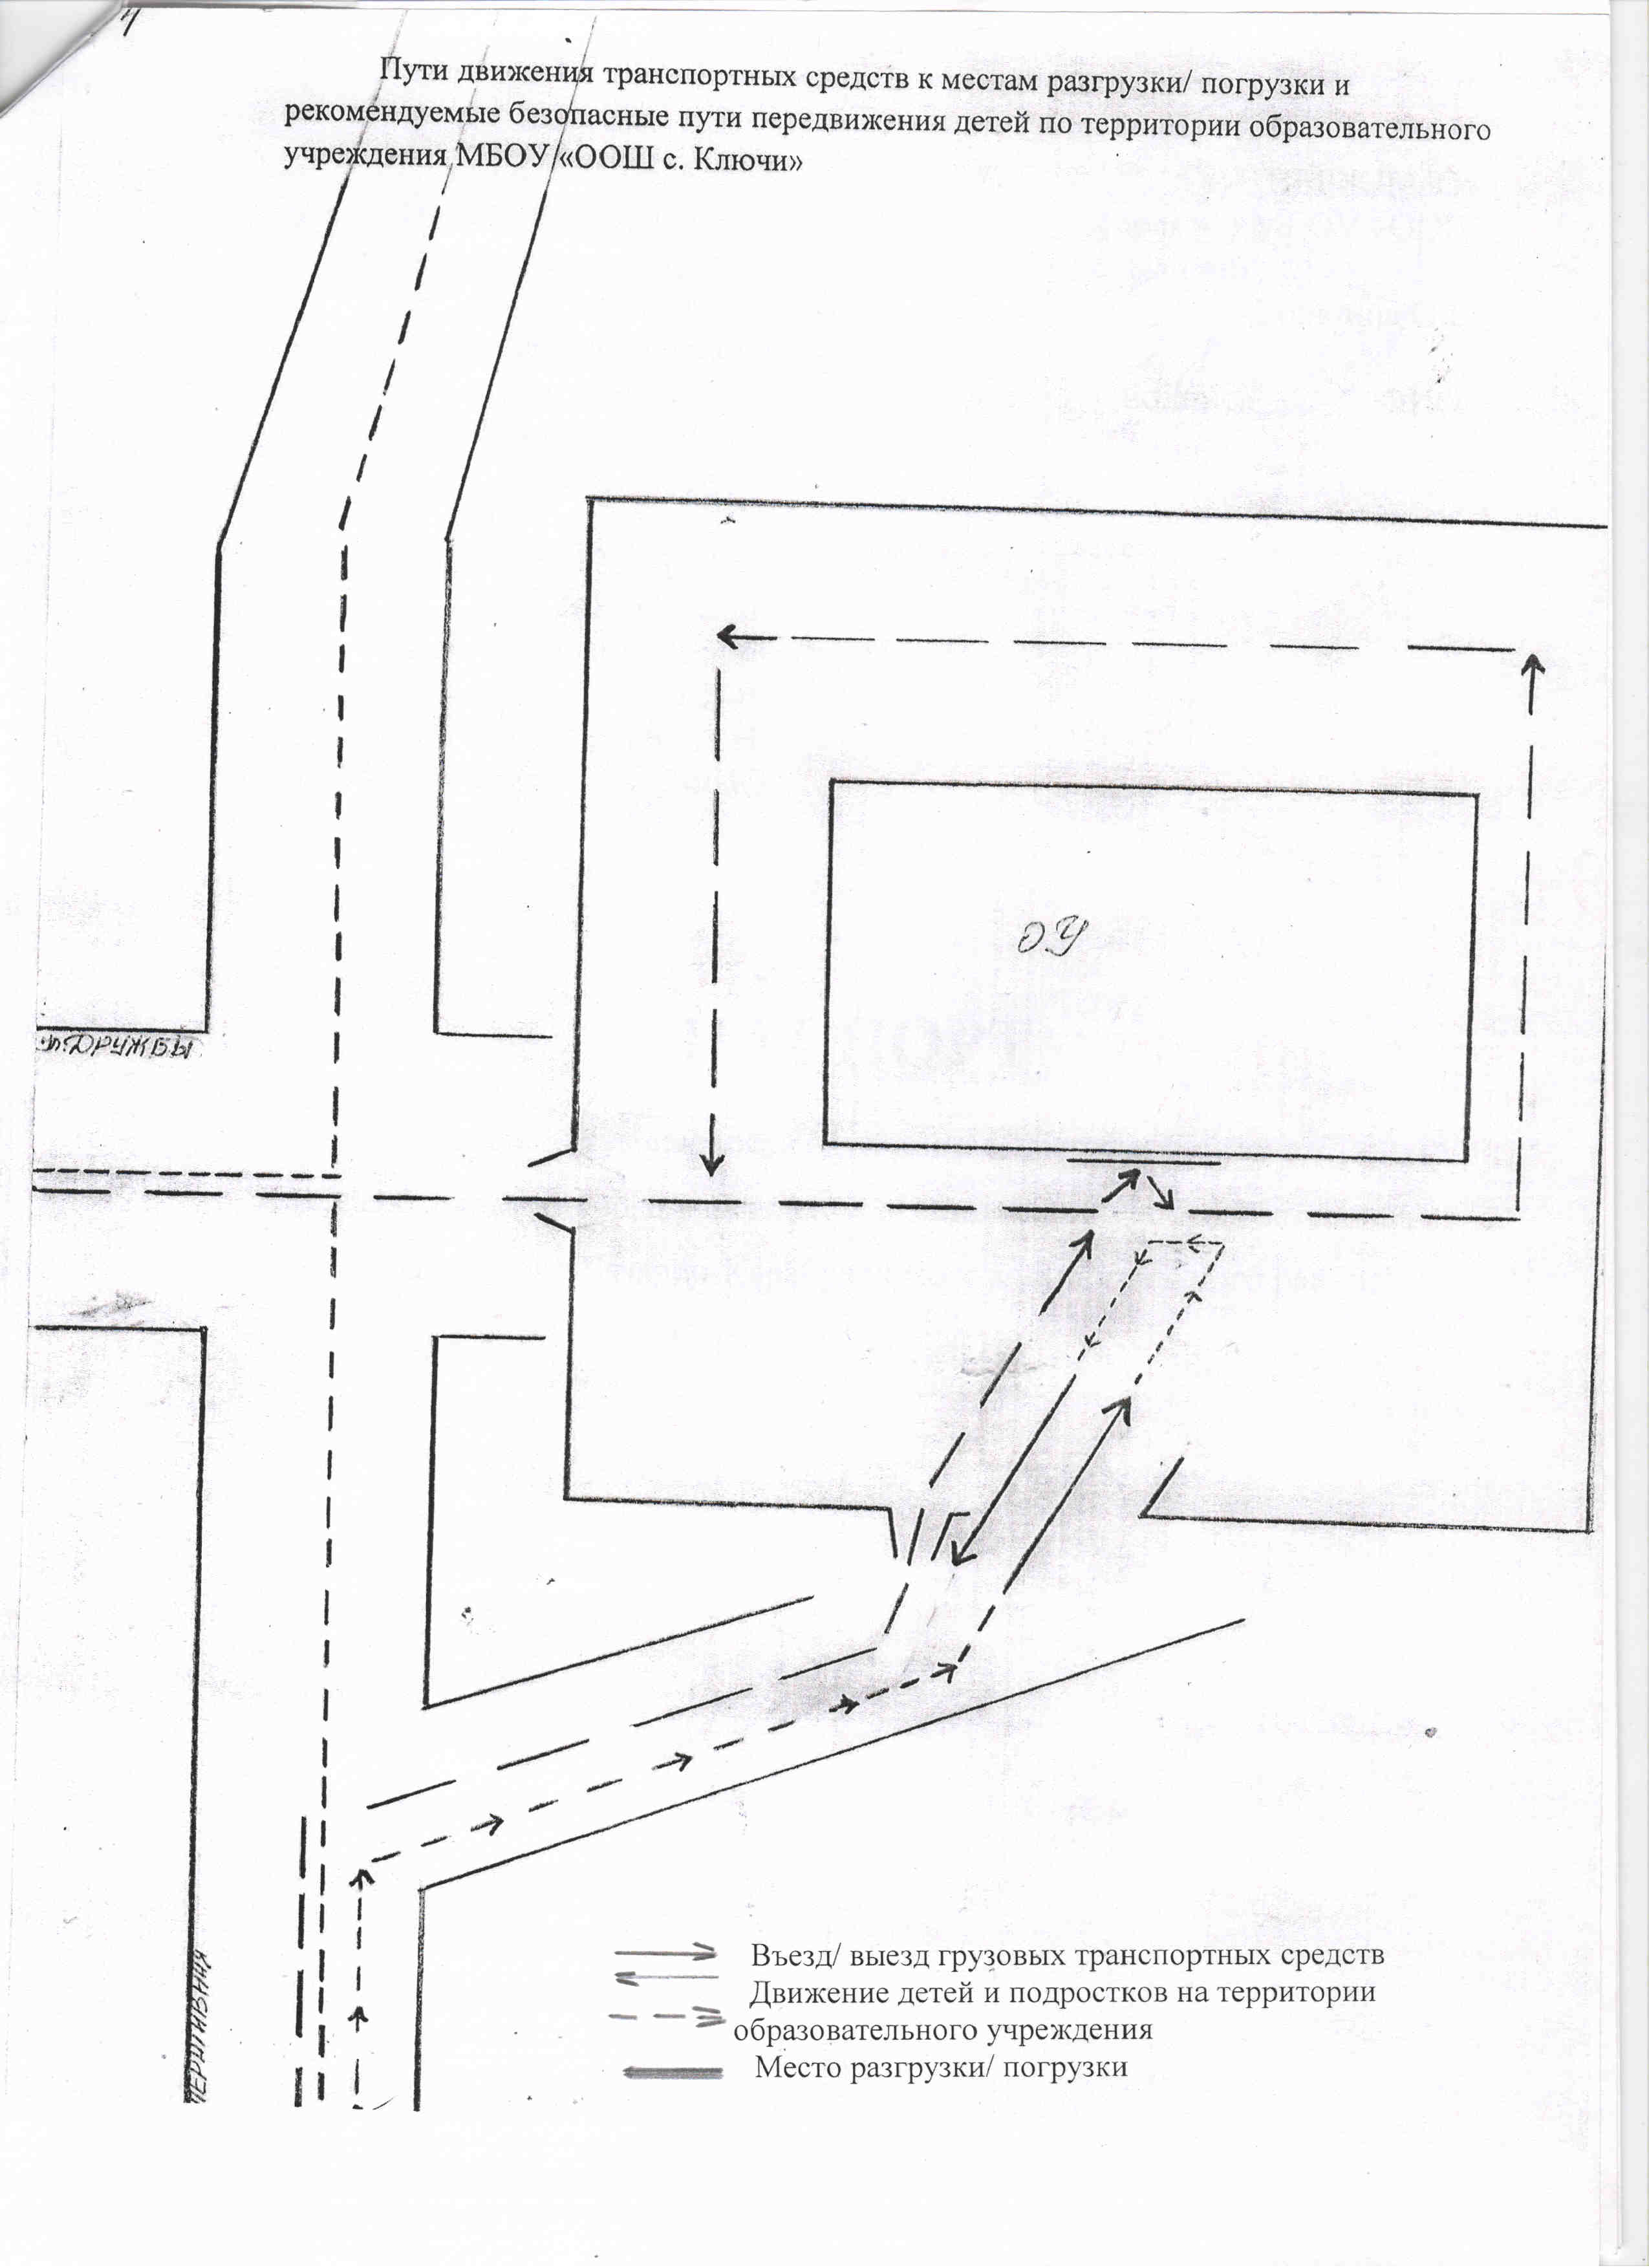 Пути движения транспортных средств к местам разгрузки/ погрузки и
рекомендуемые безопасные пути передвижения детей по территории образовательного
учреждения МБОУ «ООШ с. Ключи»
ОУ
ДРУЖБЫ
Въезд/ выезд грузовых транспортных средств
Движение детей и подростков на территории
образовательного учреждения
Место разгрузки/ погрузки